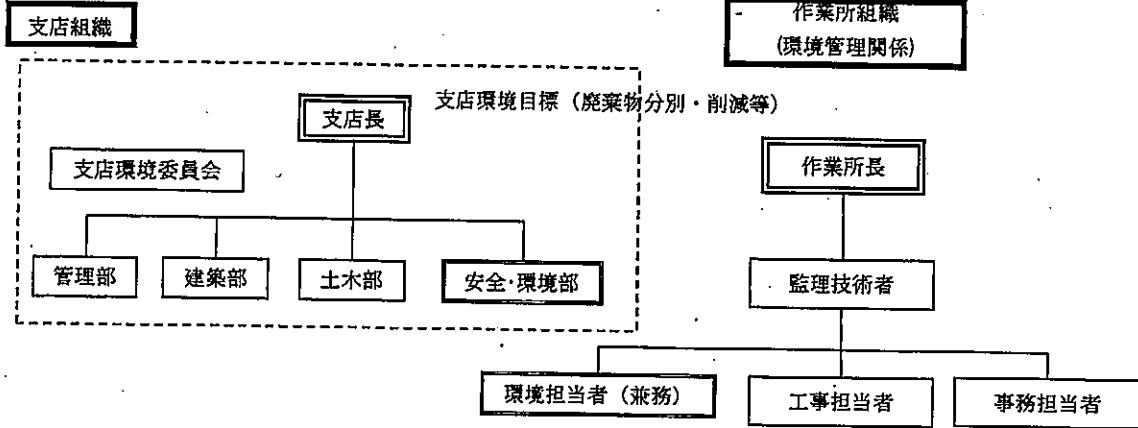 支店組織
作業所組織
(環境管理関係)
支店環境目標（廃棄物分別・削減等）
支店長
支店環境委員会
作業所長
管理部
建築部
土木部
安全・環境部
監理技術者
環境担当者（兼務）
工事担当者
事務担当者